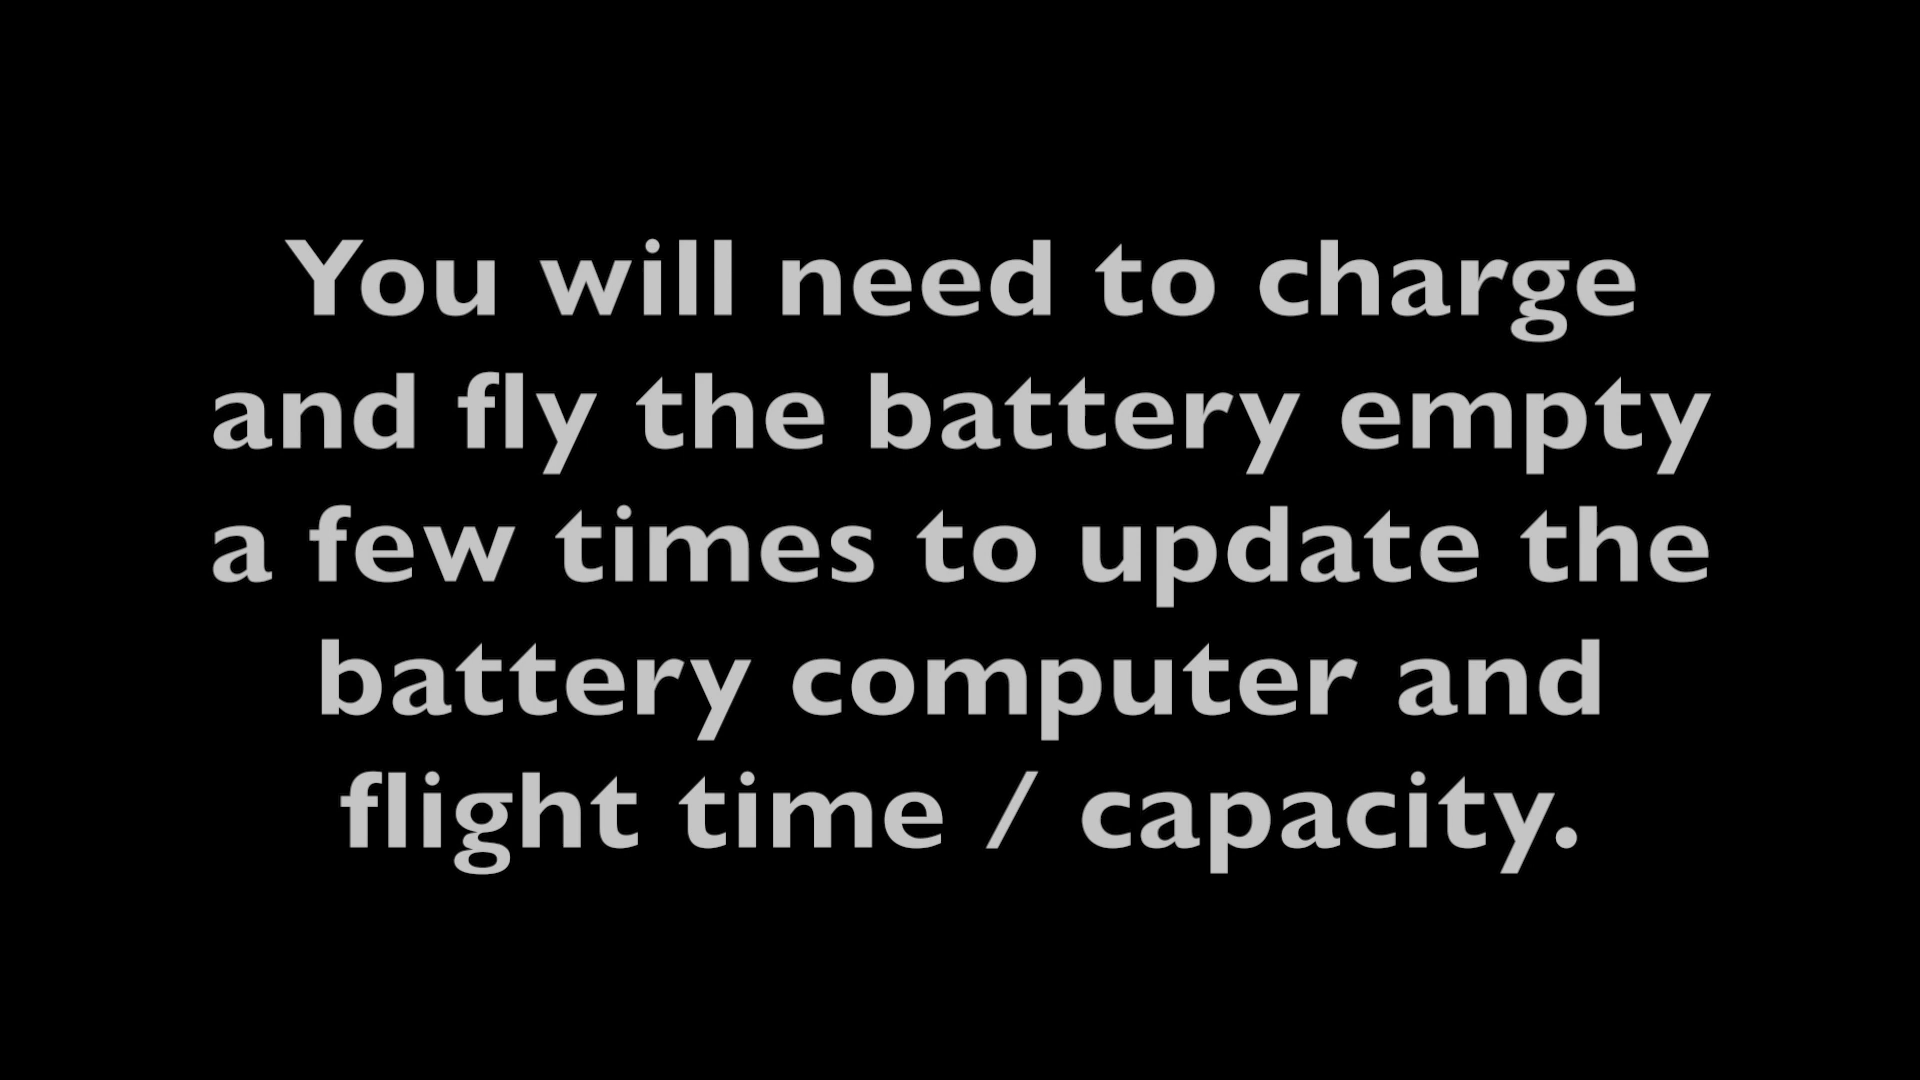 You will need to charge
and fly the battery empty
a few times to update the
battery computer and
flight time / capacity.